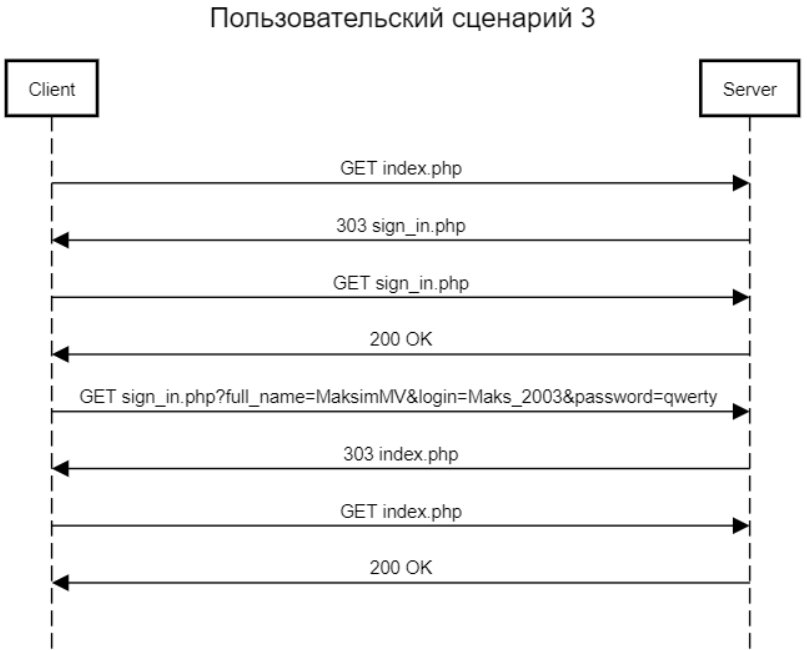 Пользовательский сценарий 3
Client
Server
GET index.php
303 sign_in.php
GET sign_in.php
200 OK
GET sign_in.php?full_name=MaksimMV&login=Maks_2003&password=qwerty
303 index.php
GET index.php
200 OK